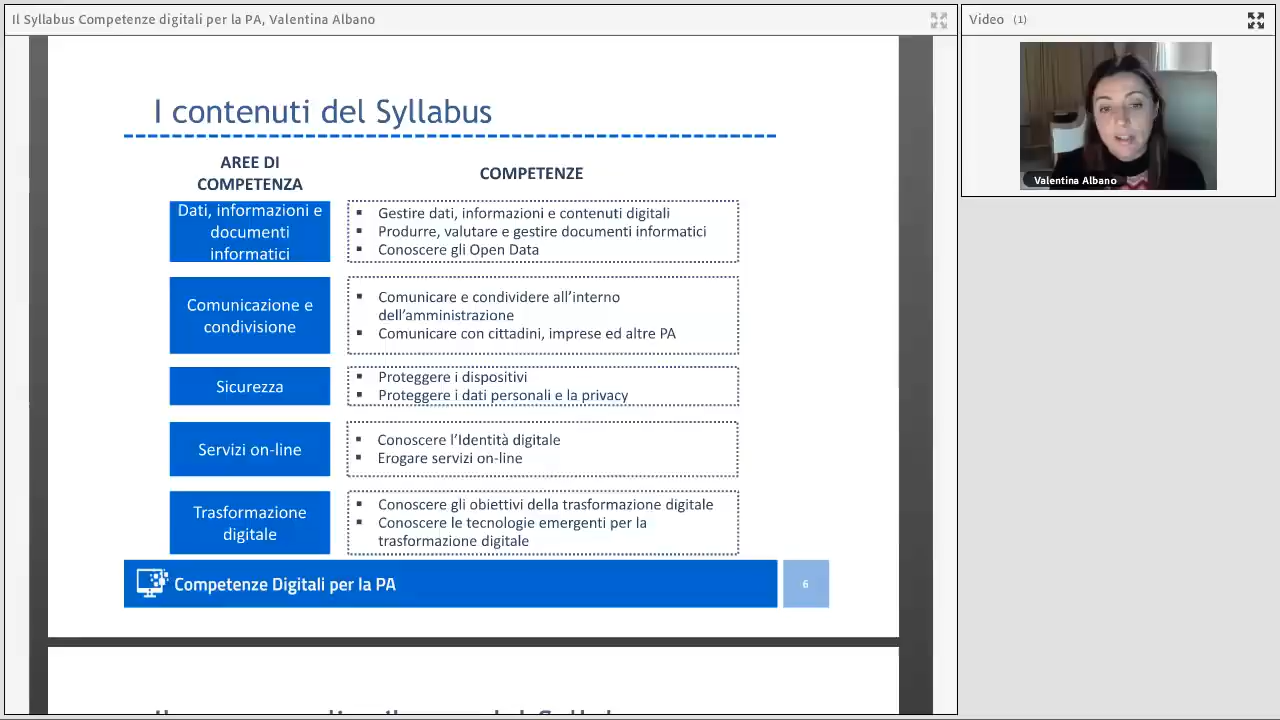 Il Syllabus Competenze digitali per la PA, Valentina Albano
Video (1)
Valentina Albano
I contenuti del Syllabus
AREE DI
COMPETENZA
COMPETENZE
Dati, informazioni e
documenti
informatici
▪ Gestire dati, informazioni e contenuti digitali
▪ Produrre, valutare e gestire documenti informatici
▪ Conoscere gli Open Data
Comunicazione e
condivisione
▪ Comunicare e condividere all’interno
dell’amministrazione
▪ Comunicare con cittadini, imprese ed altre PA
Sicurezza
▪ Proteggere i dispositivi
▪ Proteggere i dati personali e la privacy
Servizi on-line
▪ Conoscere l’Identità digitale
▪ Erogare servizi on-line
Trasformazione
digitale
▪ Conoscere gli obiettivi della trasformazione digitale
▪ Conoscere le tecnologie emergenti per la
trasformazione digitale
Competenze Digitali per la PA
6